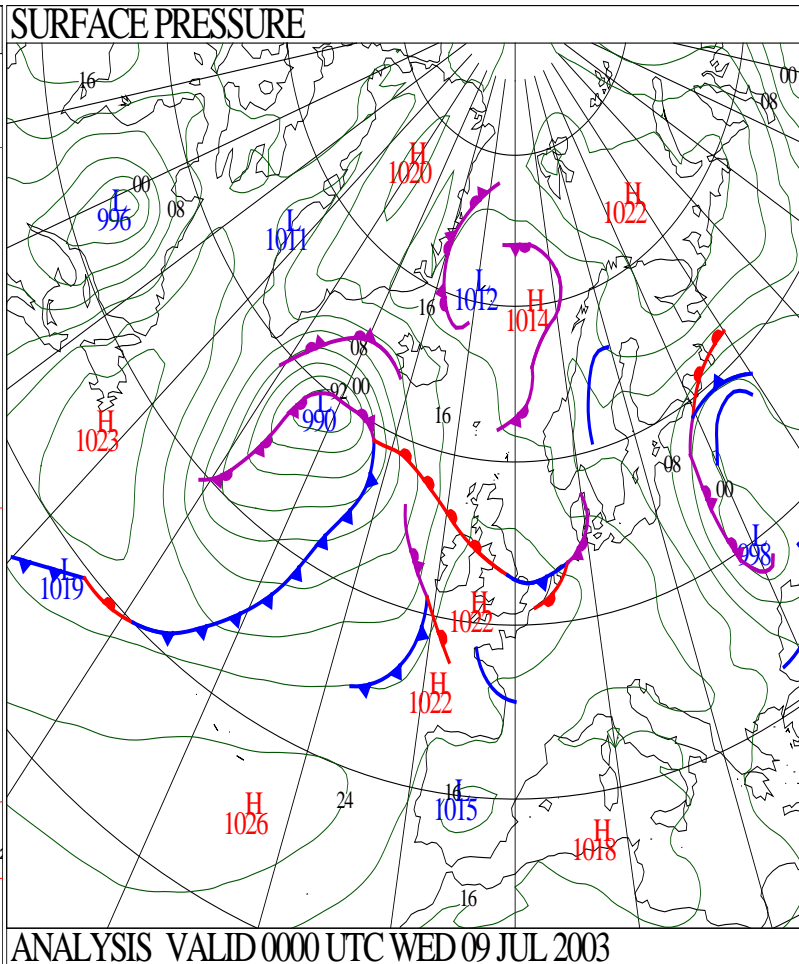 SURFACE PRESSURE
00
16
08
H
1020
00
L
996
08
H
1022
L
1011
L
1012
H
1014
16
08
92 00
L
990
H
1023
16
08
00
L
998
L
1019
H
1022
H
1022
H
1026
24
16
L
1015
H
1018
16
ANALYSIS VALID 0000 UTC WED 09 JUL 2003